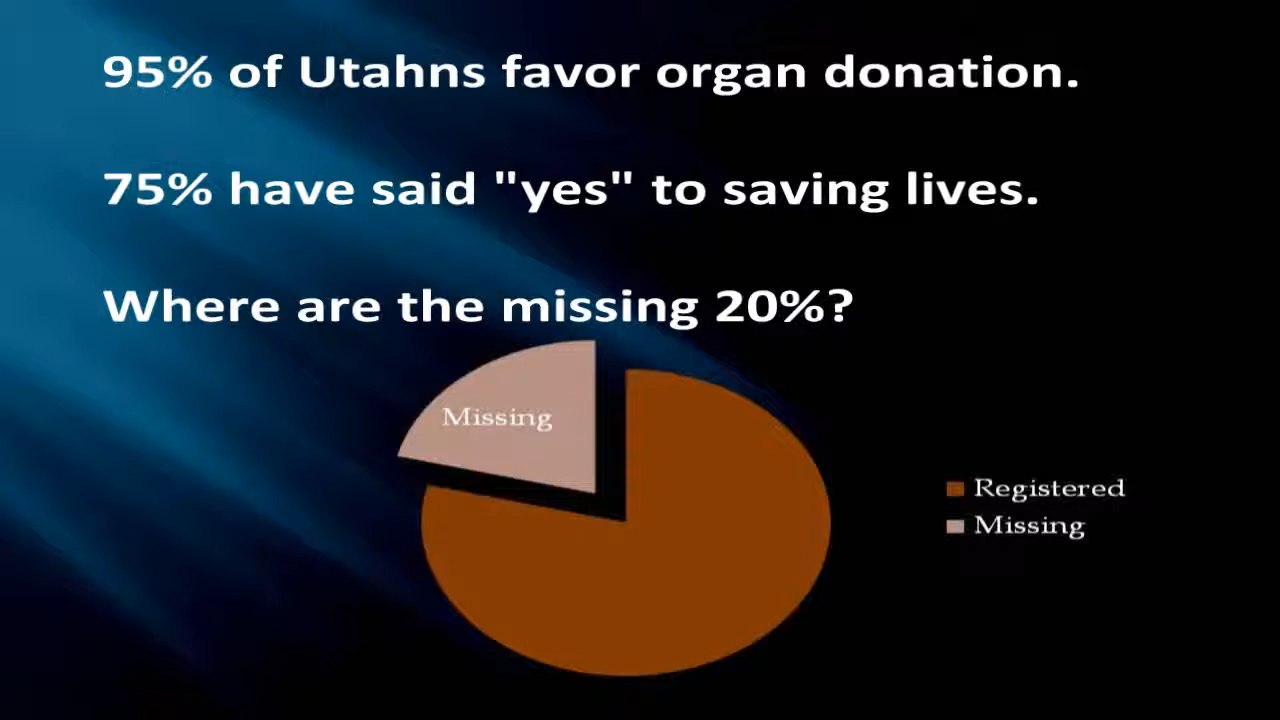 95% of Utahns favor organ donation.
75% have said "yes" to saving lives.
Where are the missing 20%?
Missing
Registered
Missing